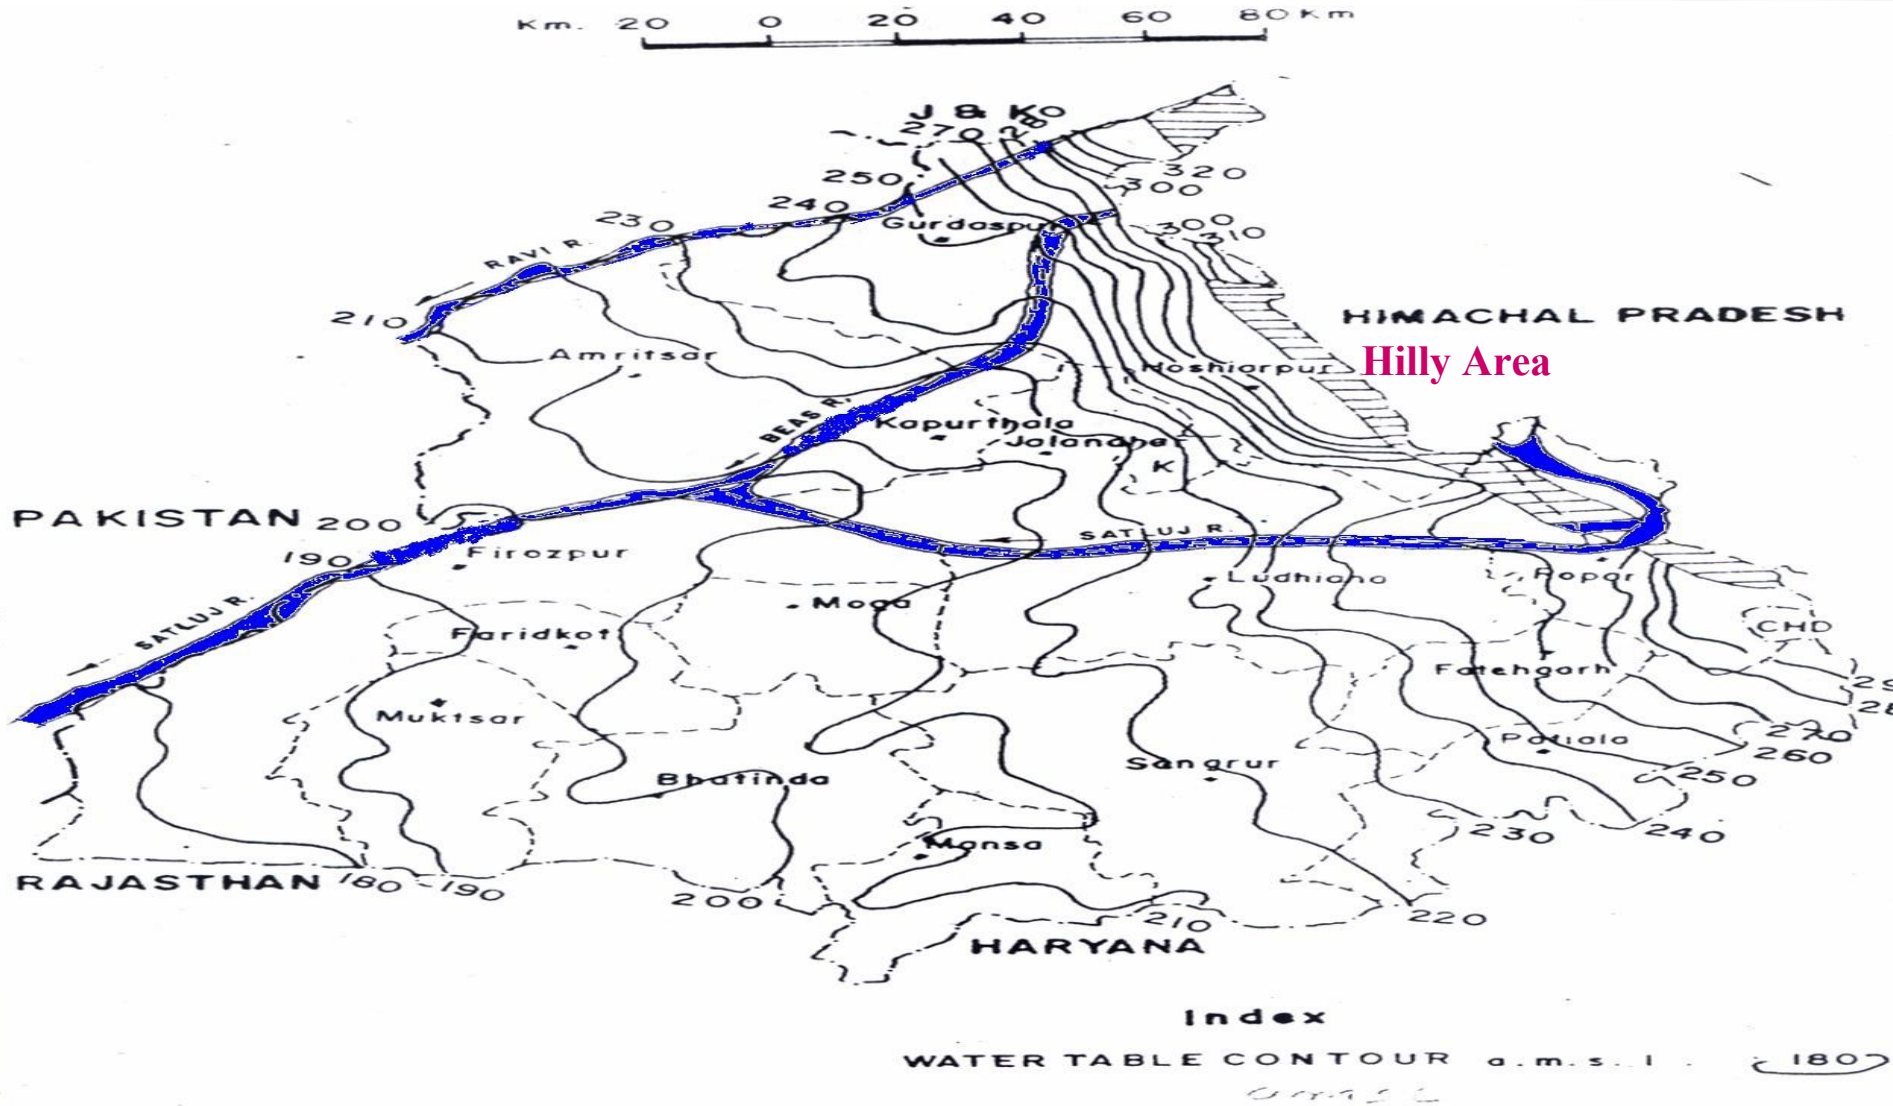 Km. 20 0 20 40 60 80 Km
J & K
270 280
250
320
300
240
230
Gurdaspur
300
310
RAVI R.
210
HIMACHAL PRADESH
Amritsar
Hoshiarpur
Hilly Area
BEAS R.
Kapurthala
Jalandhar
K
PAKISTAN
200
SATLUJ R.
190
Firozpur
Ludhiana
Ropar
SATLUJ R.
Moga
Faridkot
CHD
Fatehgarh
Muktsar
270
Patiala
260
Bhatinda
Sangrur
250
230
240
Mansa
RAJASTHAN
180
190
200
210
220
HARYANA
Index
WATER TABLE CONTOUR a.m.s.l. 180